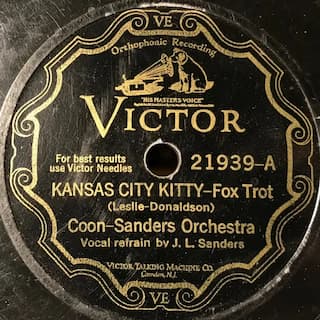 VE
Orthophonic Recording
"HIS MASTER'S VOICE"
VICTOR
For best results
use Victor Needles
21939-A
KANSAS CITY KITTY-Fox Trot
(Leslie-Donaldson)
Coon-Sanders Orchestra
Vocal refrain by J. L. Sanders
VICTOR TALKING MACHINE CO.
Camden, N.J.
VE